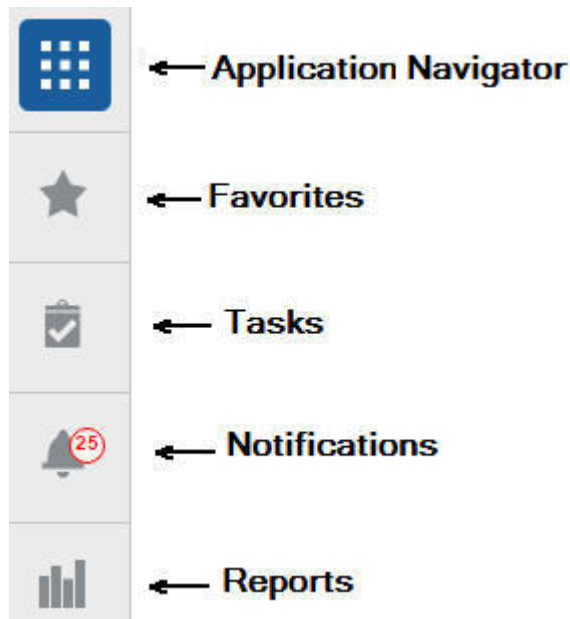 Application Navigator
Favorites
Tasks
25
Notifications
Reports